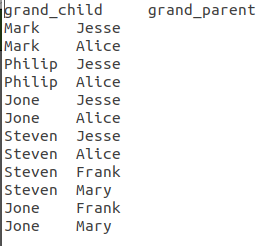 grand_child grand_parent
Mark Jesse
Mark Alice
Philip Jesse
Philip Alice
Jone Jesse
Jone Alice
Steven Jesse
Steven Alice
Steven Frank
Steven Mary
Jone Frank
Jone Mary